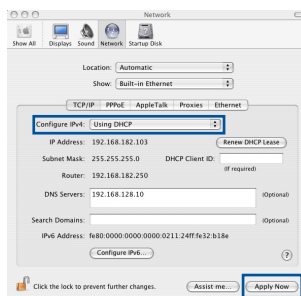 Network
Show All Displays Sound Network Startup Disk
Location: Automatic
Show: Built-in Ethernet
TCP/IP PPPoE AppleTalk Proxies Ethernet
Configure IPv4: Using DHCP
IP Address: 192.168.182.103 Renew DHCP Lease
Subnet Mask: 255.255.255.0 DHCP Client ID:
(If required)
Router: 192.168.182.250
DNS Servers: 192.168.128.10 (Optional)
Search Domains: (Optional)
IPv6 Address: fe80:0000:0000:0000:0211:24ff:fe32:b18e
Configure IPv6... ?
Click the lock to prevent further changes. Assist me... Apply Now